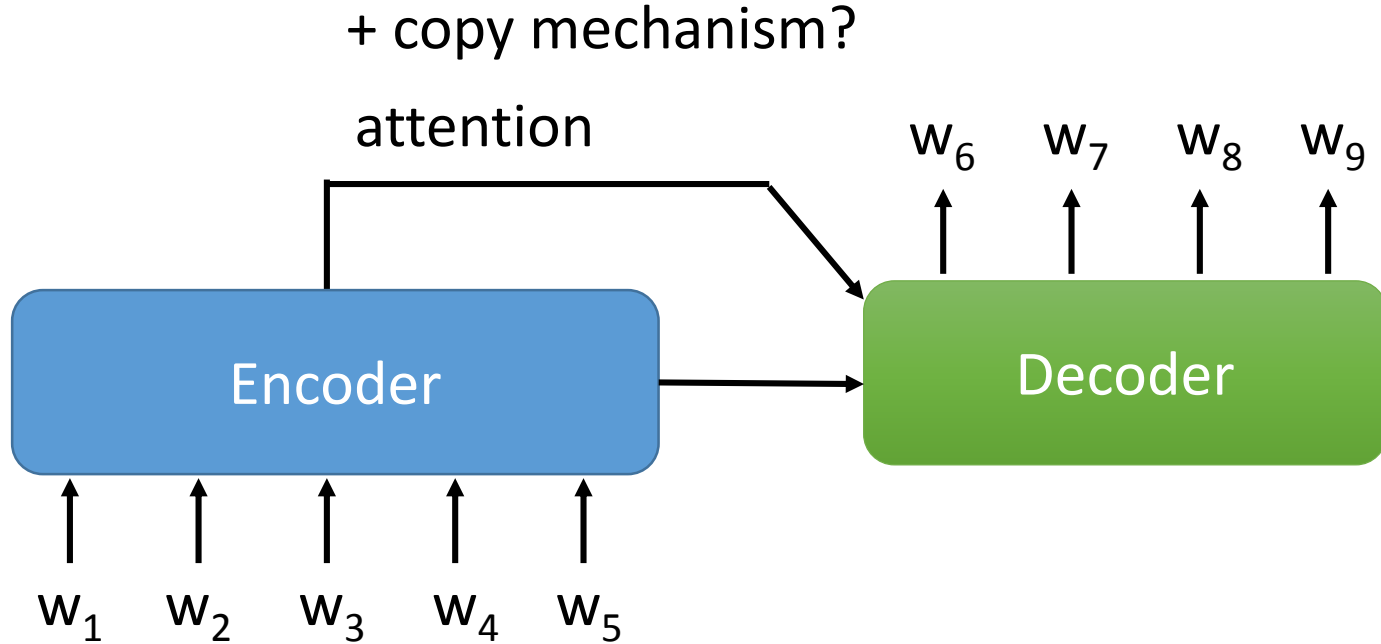 + copy mechanism?
attention
w₆ w₇ w₈ w₉
Encoder
Decoder
w₁ w₂ w₃ w₄ w₅